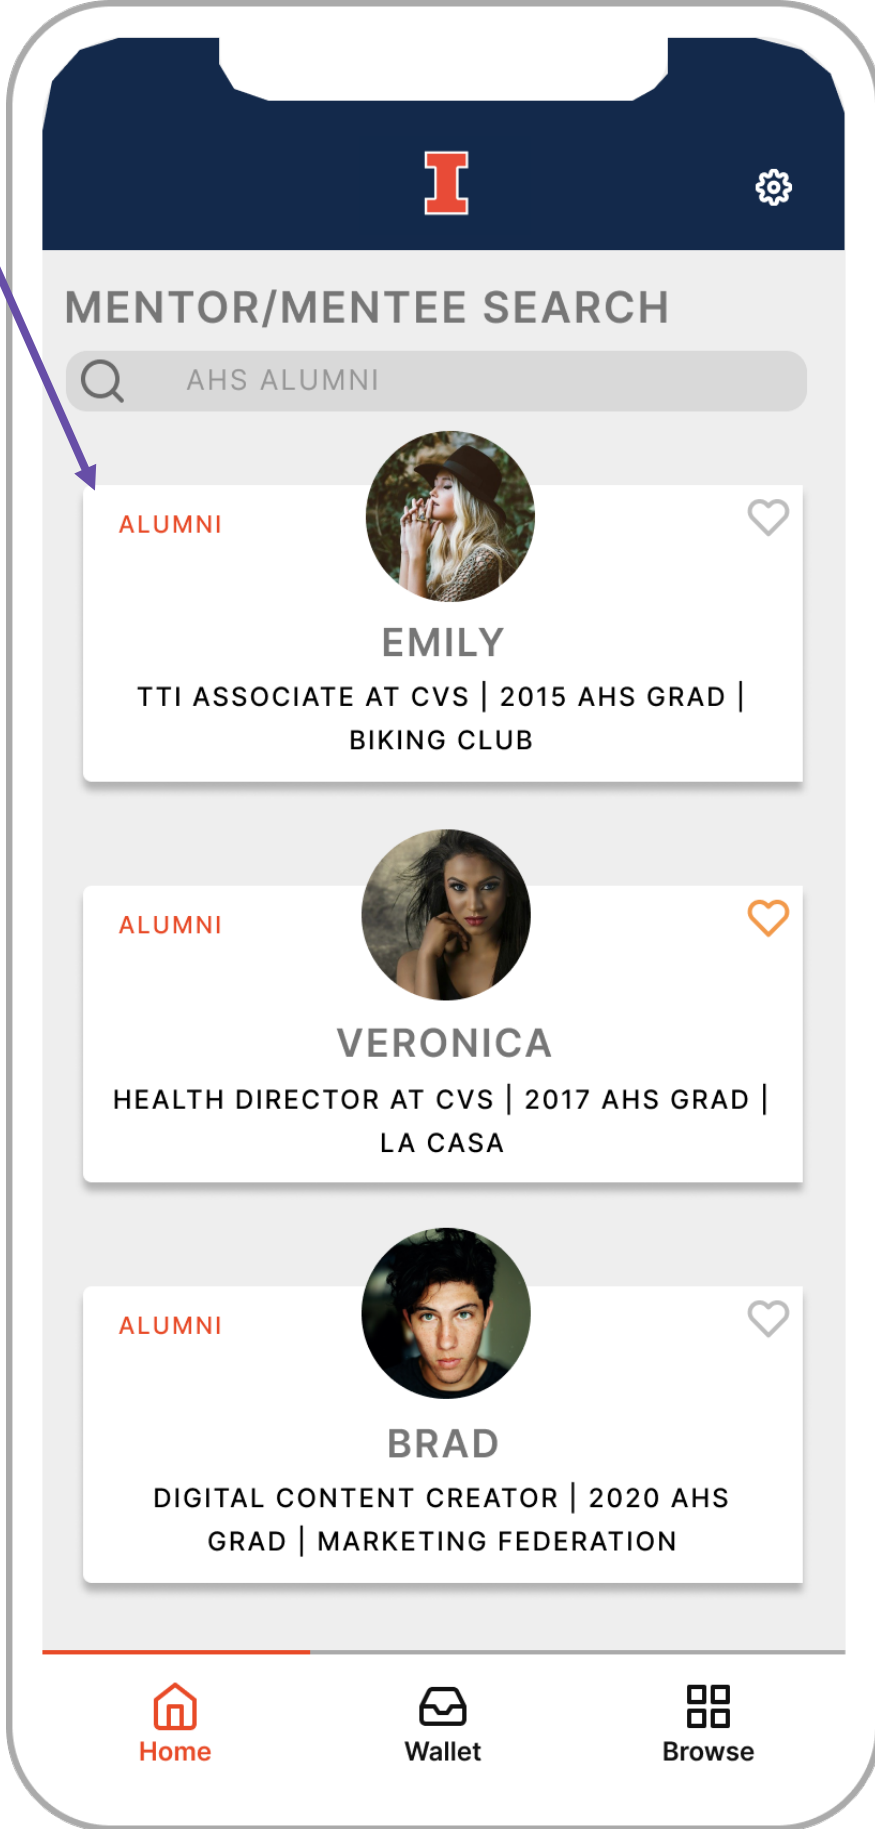 I
MENTOR/MENTEE SEARCH
AHS ALUMNI
ALUMNI
EMILY
TTI ASSOCIATE AT CVS | 2015 AHS GRAD |
BIKING CLUB
ALUMNI
VERONICA
HEALTH DIRECTOR AT CVS | 2017 AHS GRAD |
LA CASA
ALUMNI
BRAD
DIGITAL CONTENT CREATOR | 2020 AHS
GRAD | MARKETING FEDERATION
Home
Wallet
Browse